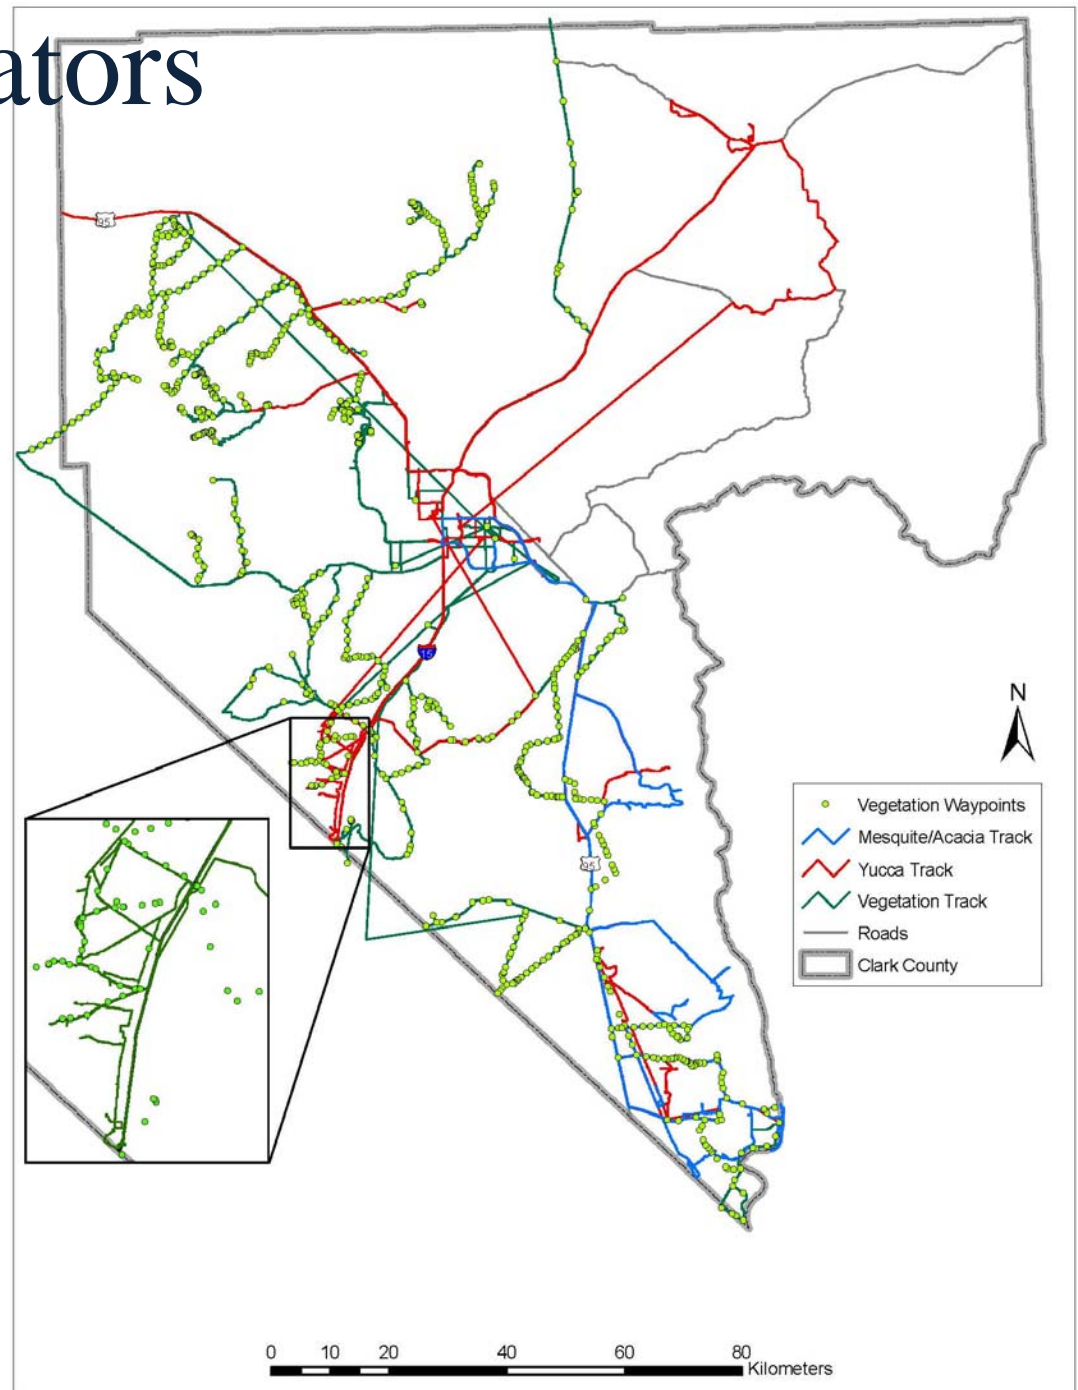 ators
95
15
N
Vegetation Waypoints
Mesquite/Acacia Track
Yucca Track
95
Vegetation Track
Roads
Clark County
0 10 20 40 60 80
Kilometers